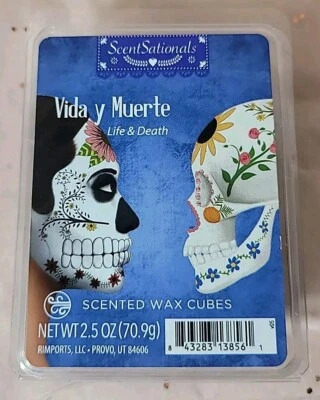 ScentSationals
Vida y Muerte
Life & Death
SCENTED WAX CUBES
NET WT 2.5 OZ (70.9g)
RIMPORTS, LLC • PROVO, UT 84606
8 43283 13856 1